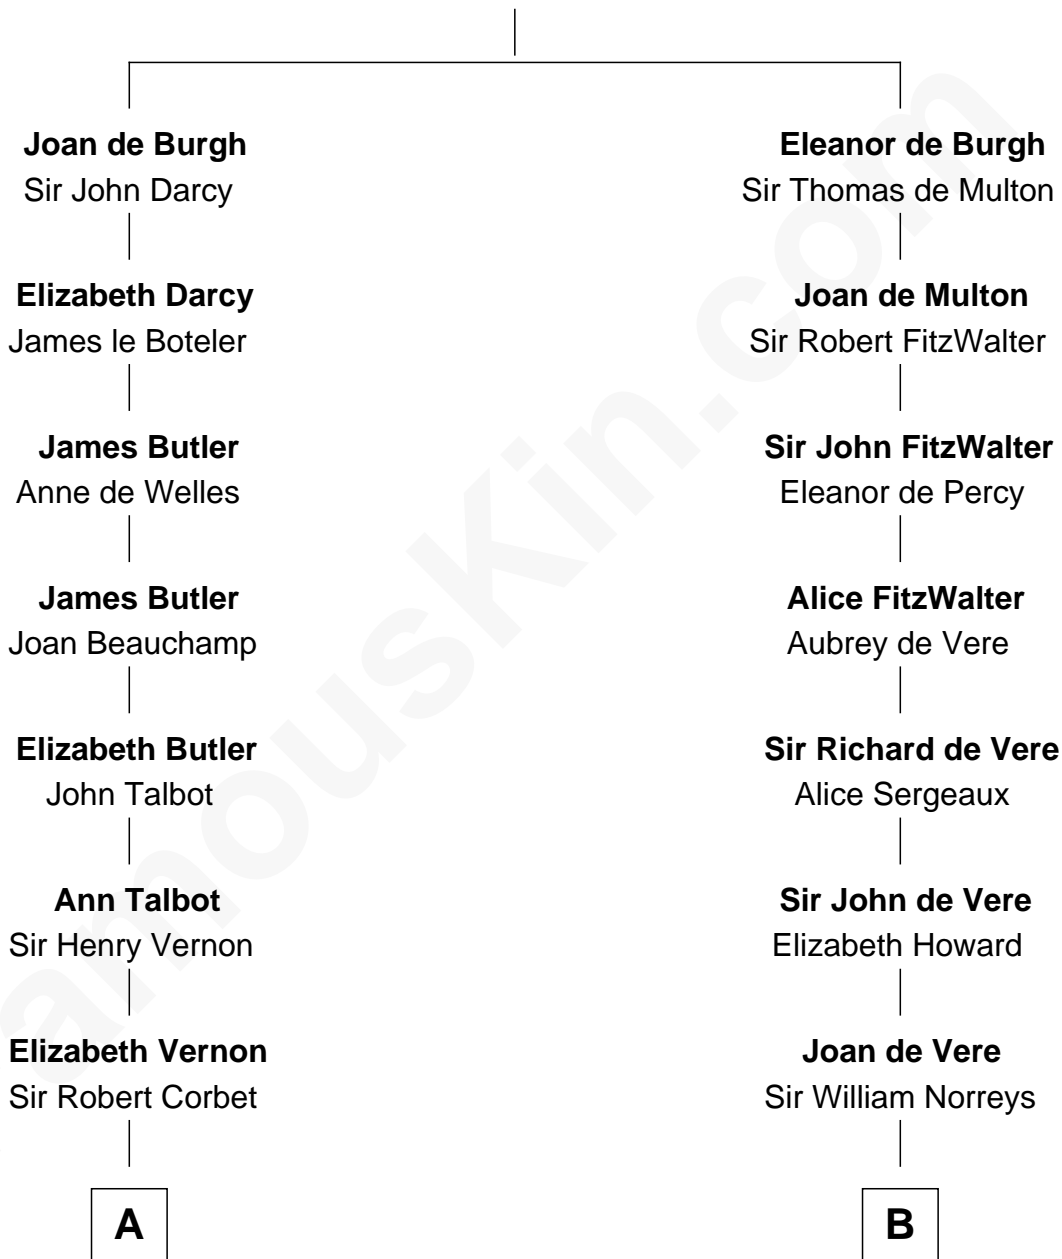 Joan de Burgh
Sir John Darcy
Elizabeth Darcy
James le Boteler
James Butler
Anne de Welles
James Butler
Joan Beauchamp
Elizabeth Butler
John Talbot
Ann Talbot
Sir Henry Vernon
Elizabeth Vernon
Sir Robert Corbet
A
Eleanor de Burgh
Sir Thomas de Multon
Joan de Multon
Sir Robert FitzWalter
Sir John FitzWalter
Eleanor de Percy
Alice FitzWalter
Aubrey de Vere
Sir Richard de Vere
Alice Sergeaux
Sir John de Vere
Elizabeth Howard
Joan de Vere
Sir William Norreys
B
amousKin.com